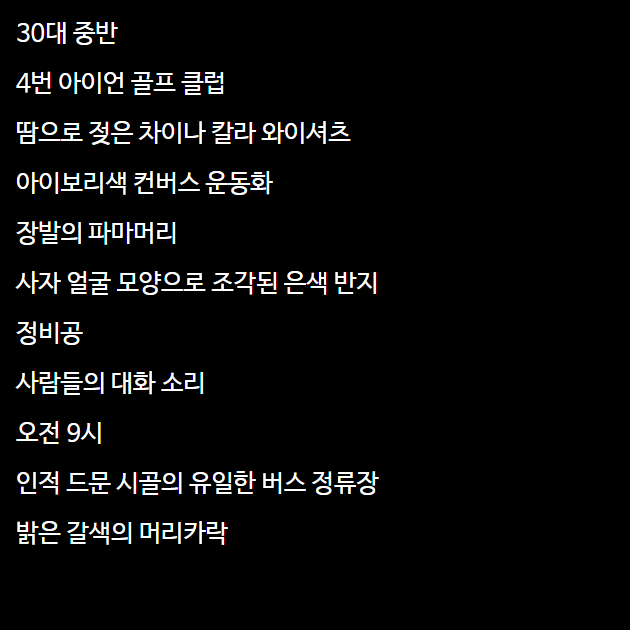 30대 중반
4번 아이언 골프 클럽
땀으로 젖은 차이나 칼라 와이셔츠
아이보리색 컨버스 운동화
장발의 파마머리
사자 얼굴 모양으로 조각된 은색 반지
정비공
사람들의 대화 소리
오전 9시
인적 드문 시골의 유일한 버스 정류장
밝은 갈색의 머리카락